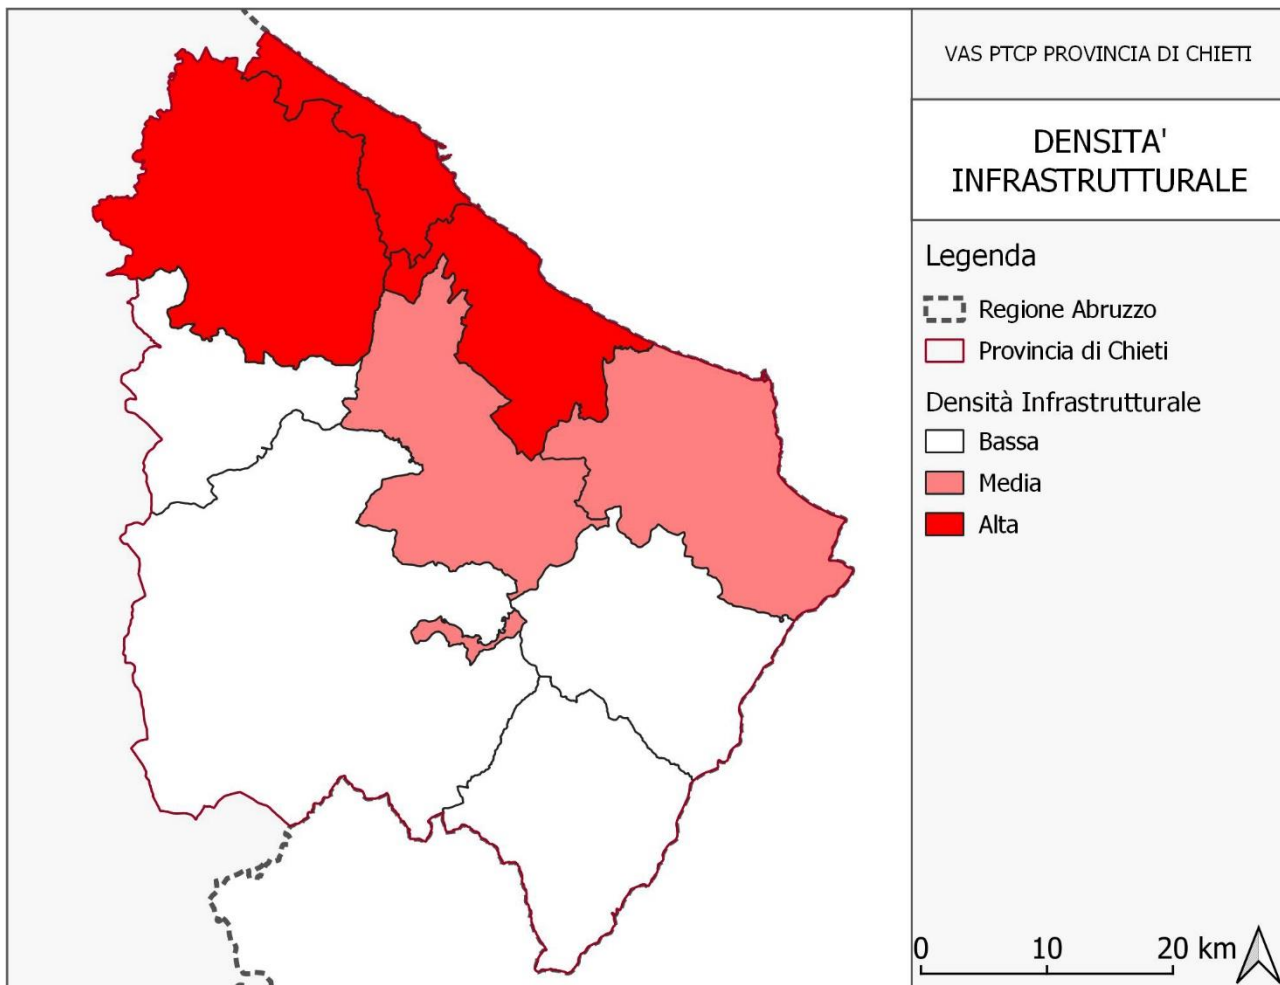 VAS PTCP PROVINCIA DI CHIETI
DENSITA'
INFRASTRUTTURALE
Legenda
Regione Abruzzo
Provincia di Chieti
Densità Infrastrutturale
Bassa
Media
Alta
0 10 20 km